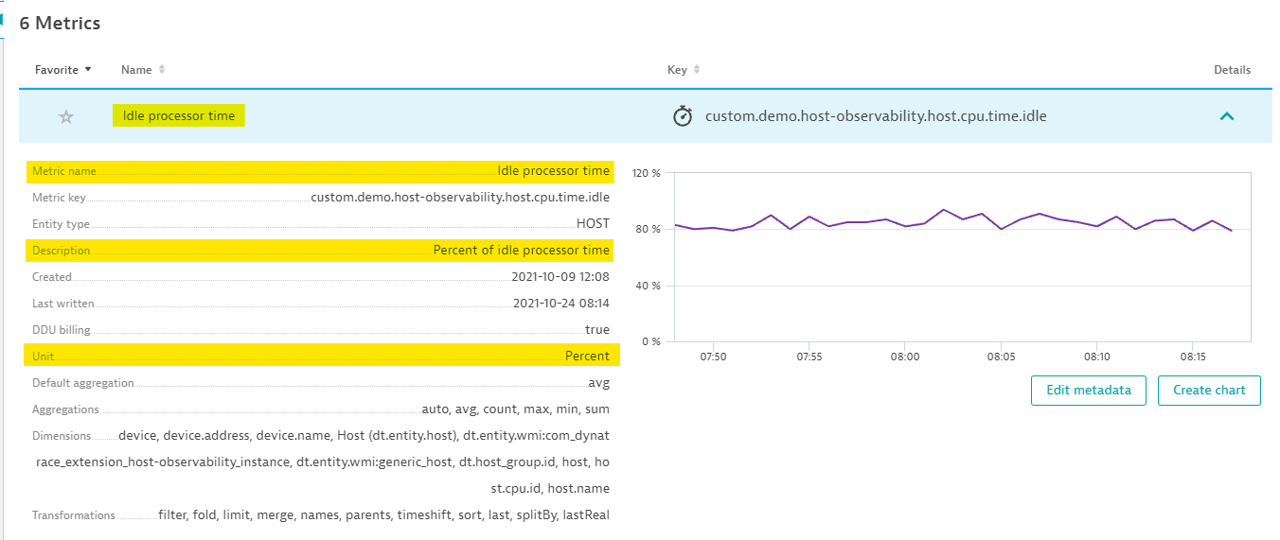 6 Metrics
Favorite Name Key Details
Idle processor time custom.demo.host-observability.host.cpu.time.idle
Metric name Idle processor time
Metric key custom.demo.host-observability.host.cpu.time.idle
Entity type HOST
Description Percent of idle processor time
Created 2021-10-09 12:08
Last written 2021-10-24 08:14
DDU billing true
Unit Percent
Default aggregation avg
Aggregations auto, avg, count, max, min, sum
Dimensions device, device.address, device.name, Host (dt.entity.host), dt.entity.wmi:com_dynat
race_extension_host-observability_instance, dt.entity.wmi:generic_host, dt.host_group.id, host, ho
st.cpu.id, host.name
Transformations filter, fold, limit, merge, names, parents, timeshift, sort, last, splitBy, lastReal
120 %
80 %
40 %
0 %
07:50 07:55 08:00 08:05 08:10 08:15
Edit metadata Create chart